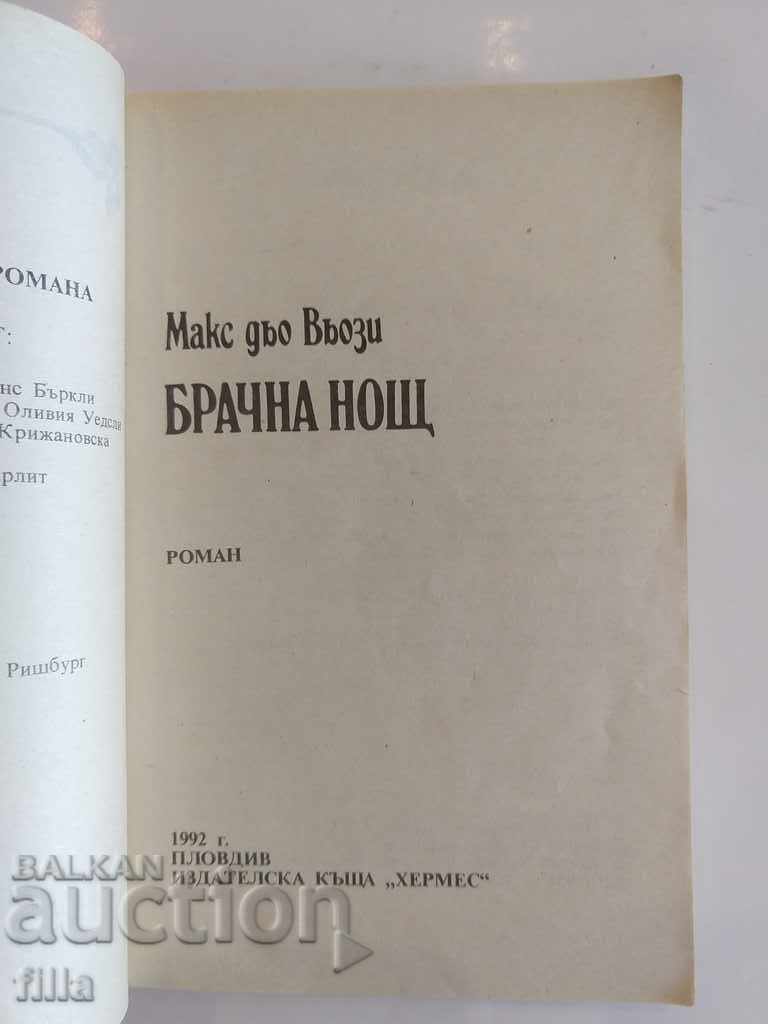 РОМАНА
нс Бъркли
Оливия Уедсли
Крижановска
рлит
Ришбург
Макс дьо Вьози
БРАЧНА НОЩ
РОМАН
1992 г.
ПЛОВДИВ
ИЗДАТЕЛСКА КЪЩА „ХЕРМЕС“
BALKAN
auction
filla